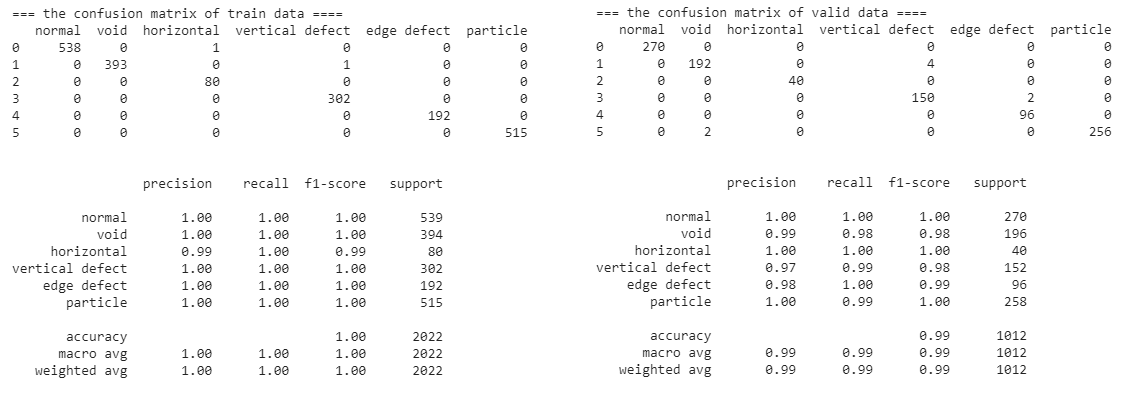 === the confusion matrix of train data ====
normal void horizontal vertical defect edge defect particle
0 538 0 1 0 0 0
1 0 393 0 1 0 0
2 0 0 80 0 0 0
3 0 0 0 302 0 0
4 0 0 0 0 192 0
5 0 0 0 0 0 515
precision recall f1-score support
normal 1.00 1.00 1.00 539
void 1.00 1.00 1.00 394
horizontal 0.99 1.00 0.99 80
vertical defect 1.00 1.00 1.00 302
edge defect 1.00 1.00 1.00 192
particle 1.00 1.00 1.00 515
accuracy 1.00 2022
macro avg 1.00 1.00 1.00 2022
weighted avg 1.00 1.00 1.00 2022
=== the confusion matrix of valid data ====
normal void horizontal vertical defect edge defect particle
0 270 0 0 0 0 0
1 0 192 0 4 0 0
2 0 0 40 0 0 0
3 0 0 0 150 2 0
4 0 0 0 0 96 0
5 0 2 0 0 0 256
precision recall f1-score support
normal 1.00 1.00 1.00 270
void 0.99 0.98 0.98 196
horizontal 1.00 1.00 1.00 40
vertical defect 0.97 0.99 0.98 152
edge defect 0.98 1.00 0.99 96
particle 1.00 0.99 1.00 258
accuracy 0.99 1012
macro avg 0.99 0.99 0.99 1012
weighted avg 0.99 0.99 0.99 1012